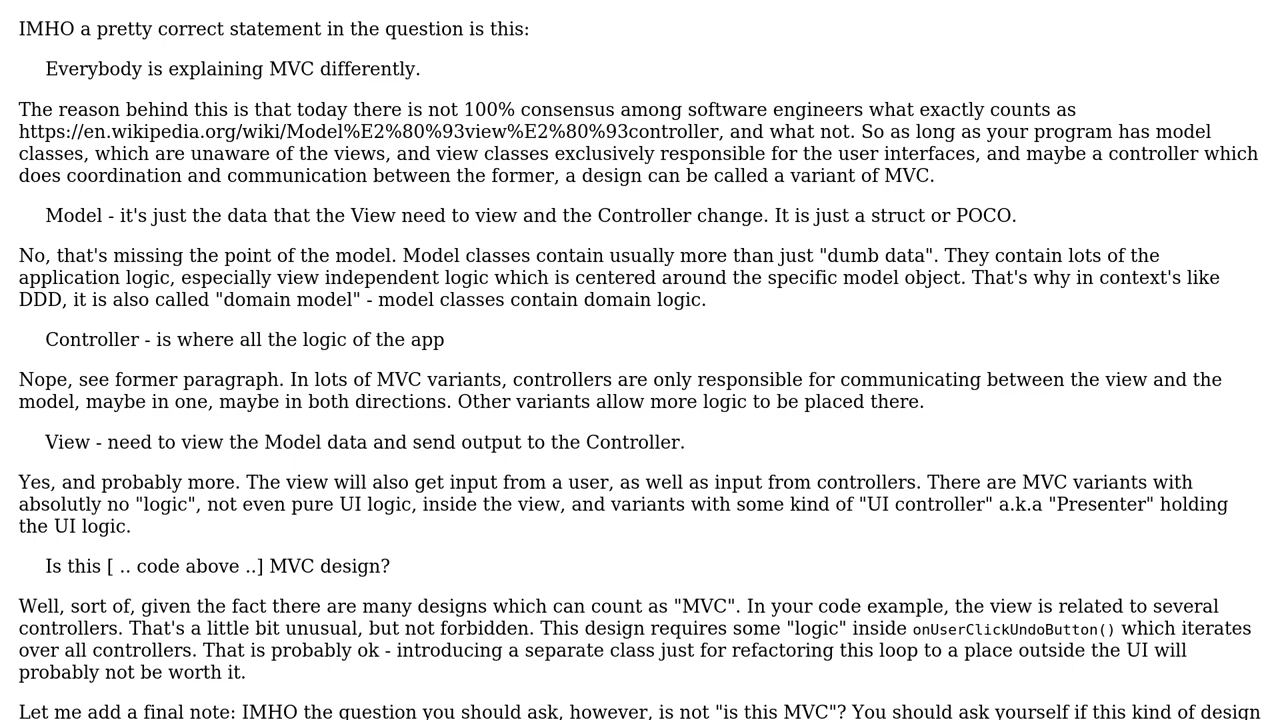 IMHO a pretty correct statement in the question is this:
Everybody is explaining MVC differently.
The reason behind this is that today there is not 100% consensus among software engineers what exactly counts as
https://en.wikipedia.org/wiki/Model%E2%80%93view%E2%80%93controller, and what not. So as long as your program has model
classes, which are unaware of the views, and view classes exclusively responsible for the user interfaces, and maybe a controller which
does coordination and communication between the former, a design can be called a variant of MVC.
Model - it's just the data that the View need to view and the Controller change. It is just a struct or POCO.
No, that's missing the point of the model. Model classes contain usually more than just "dumb data". They contain lots of the
application logic, especially view independent logic which is centered around the specific model object. That's why in context's like
DDD, it is also called "domain model" - model classes contain domain logic.
Controller - is where all the logic of the app
Nope, see former paragraph. In lots of MVC variants, controllers are only responsible for communicating between the view and the
model, maybe in one, maybe in both directions. Other variants allow more logic to be placed there.
View - need to view the Model data and send output to the Controller.
Yes, and probably more. The view will also get input from a user, as well as input from controllers. There are MVC variants with
absolutly no "logic", not even pure UI logic, inside the view, and variants with some kind of "UI controller" a.k.a "Presenter" holding
the UI logic.
Is this [ .. code above ..] MVC design?
Well, sort of, given the fact there are many designs which can count as "MVC". In your code example, the view is related to several
controllers. That's a little bit unusual, but not forbidden. This design requires some "logic" inside onUserClickUndoButton() which iterates
over all controllers. That is probably ok - introducing a separate class just for refactoring this loop to a place outside the UI will
probably not be worth it.
Let me add a final note: IMHO the question you should ask, however, is not "is this MVC"? You should ask yourself if this kind of design